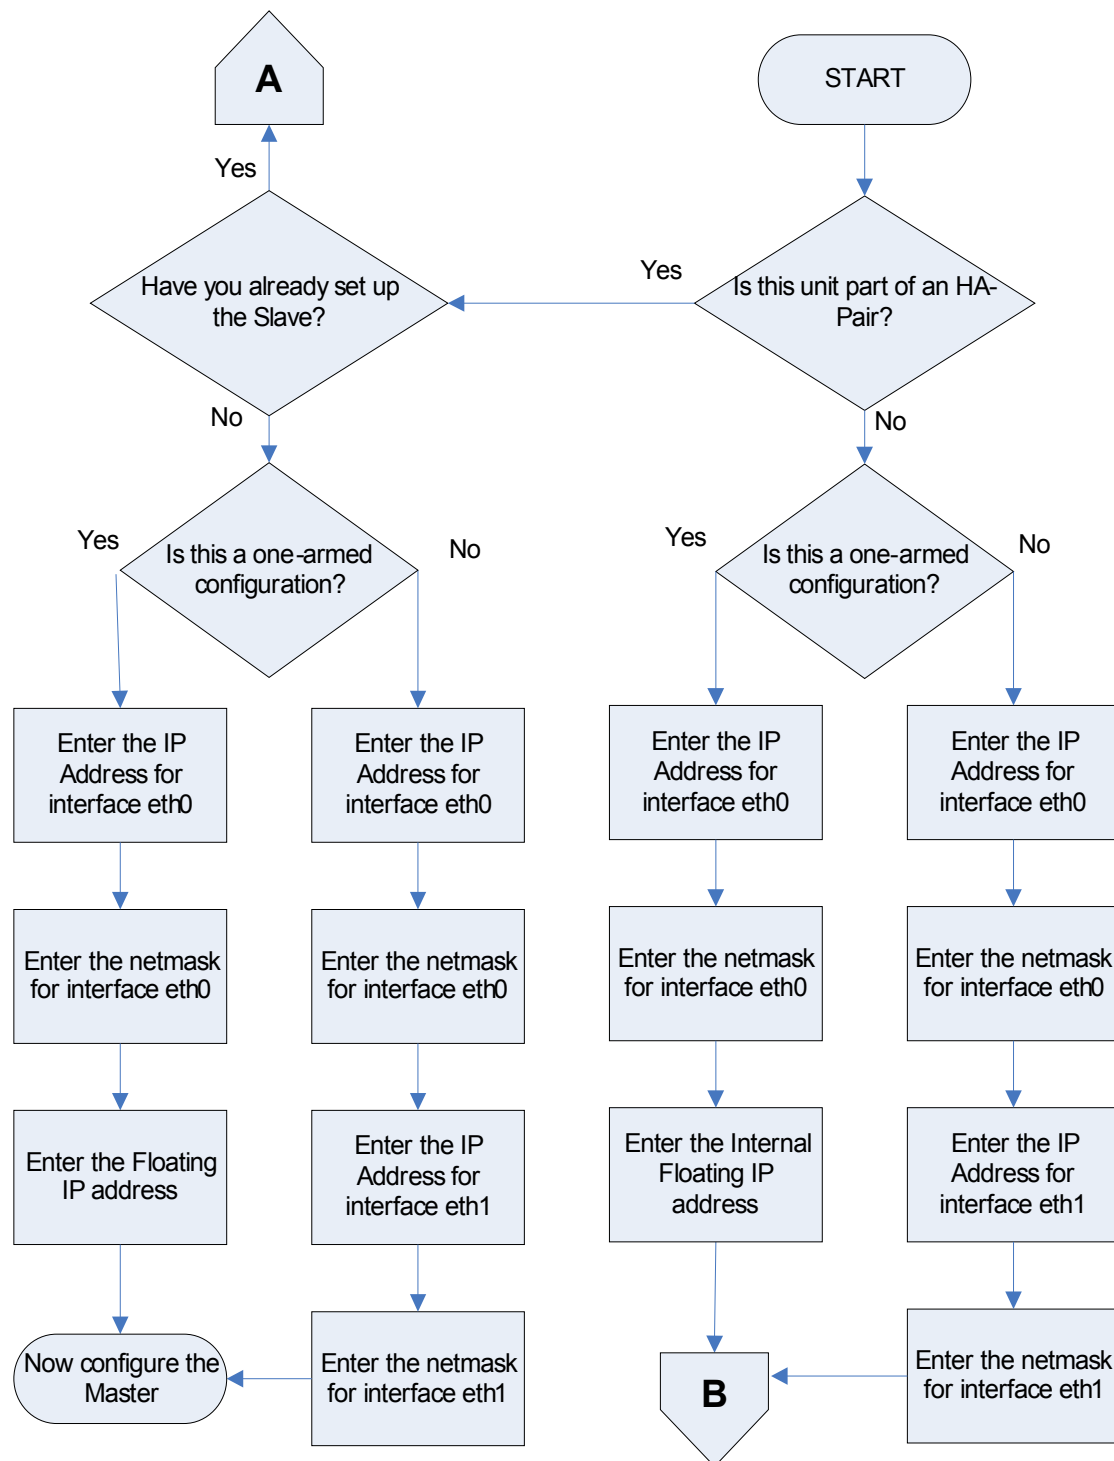 A
START
Yes
Have you already set up
the Slave?
Yes
Is this unit part of an HA-
Pair?
No
No
Yes
Is this a one-armed
configuration?
No
Yes
Is this a one-armed
configuration?
No
Enter the IP
Address for
interface eth0
Enter the IP
Address for
interface eth0
Enter the IP
Address for
interface eth0
Enter the IP
Address for
interface eth0
Enter the netmask
for interface eth0
Enter the netmask
for interface eth0
Enter the netmask
for interface eth0
Enter the netmask
for interface eth0
Enter the Floating
IP address
Enter the IP
Address for
interface eth1
Enter the Internal
Floating IP
address
Enter the IP
Address for
interface eth1
Now configure the
Master
Enter the netmask
for interface eth1
B
Enter the netmask
for interface eth1